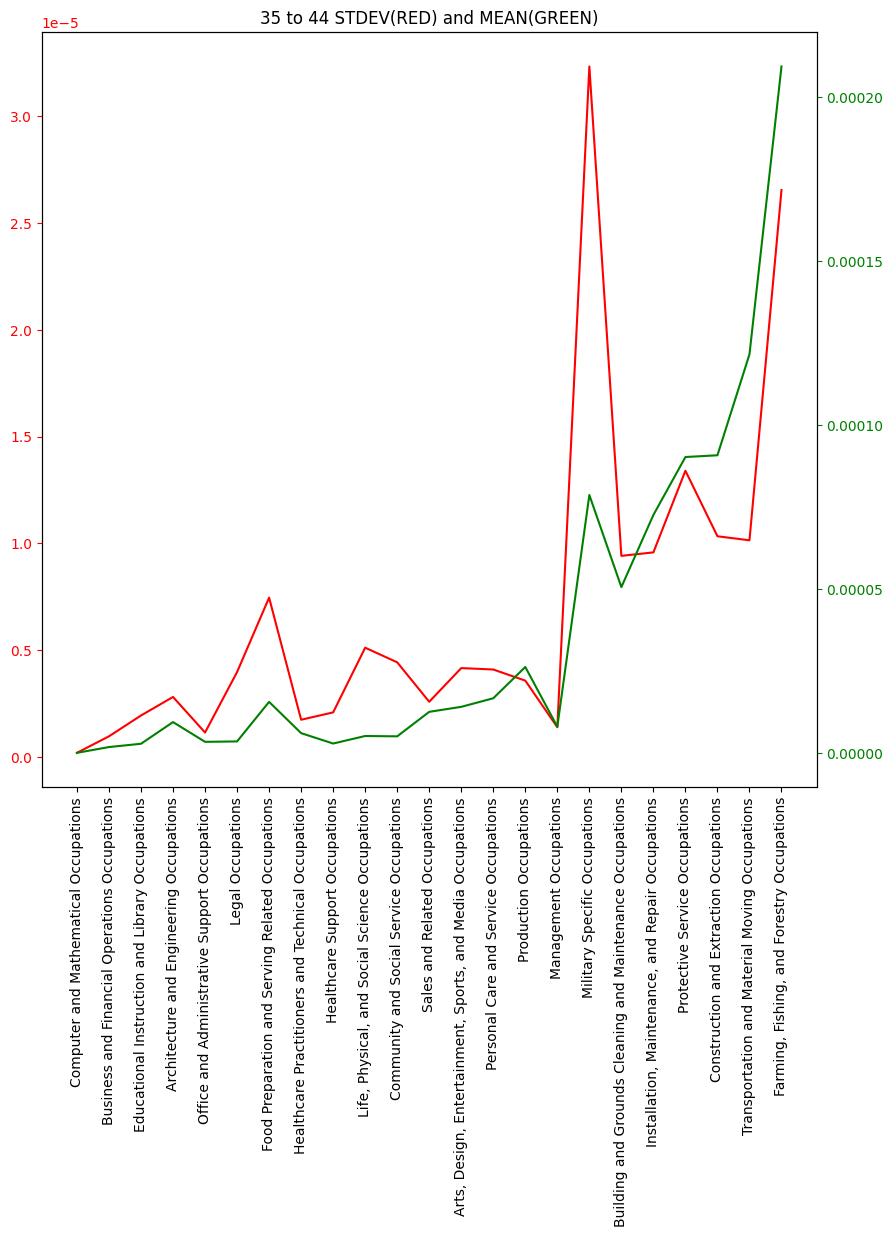 35 to 44 STDEV(RED) and MEAN(GREEN)
1e−5
3.0
2.5
2.0
1.5
1.0
0.5
0.0
0.00020
0.00015
0.00010
0.00005
0.00000
Computer and Mathematical Occupations
Business and Financial Operations Occupations
Educational Instruction and Library Occupations
Architecture and Engineering Occupations
Office and Administrative Support Occupations
Legal Occupations
Food Preparation and Serving Related Occupations
Healthcare Practitioners and Technical Occupations
Healthcare Support Occupations
Life, Physical, and Social Science Occupations
Community and Social Service Occupations
Sales and Related Occupations
Arts, Design, Entertainment, Sports, and Media Occupations
Personal Care and Service Occupations
Production Occupations
Management Occupations
Military Specific Occupations
Building and Grounds Cleaning and Maintenance Occupations
Installation, Maintenance, and Repair Occupations
Protective Service Occupations
Construction and Extraction Occupations
Transportation and Material Moving Occupations
Farming, Fishing, and Forestry Occupations